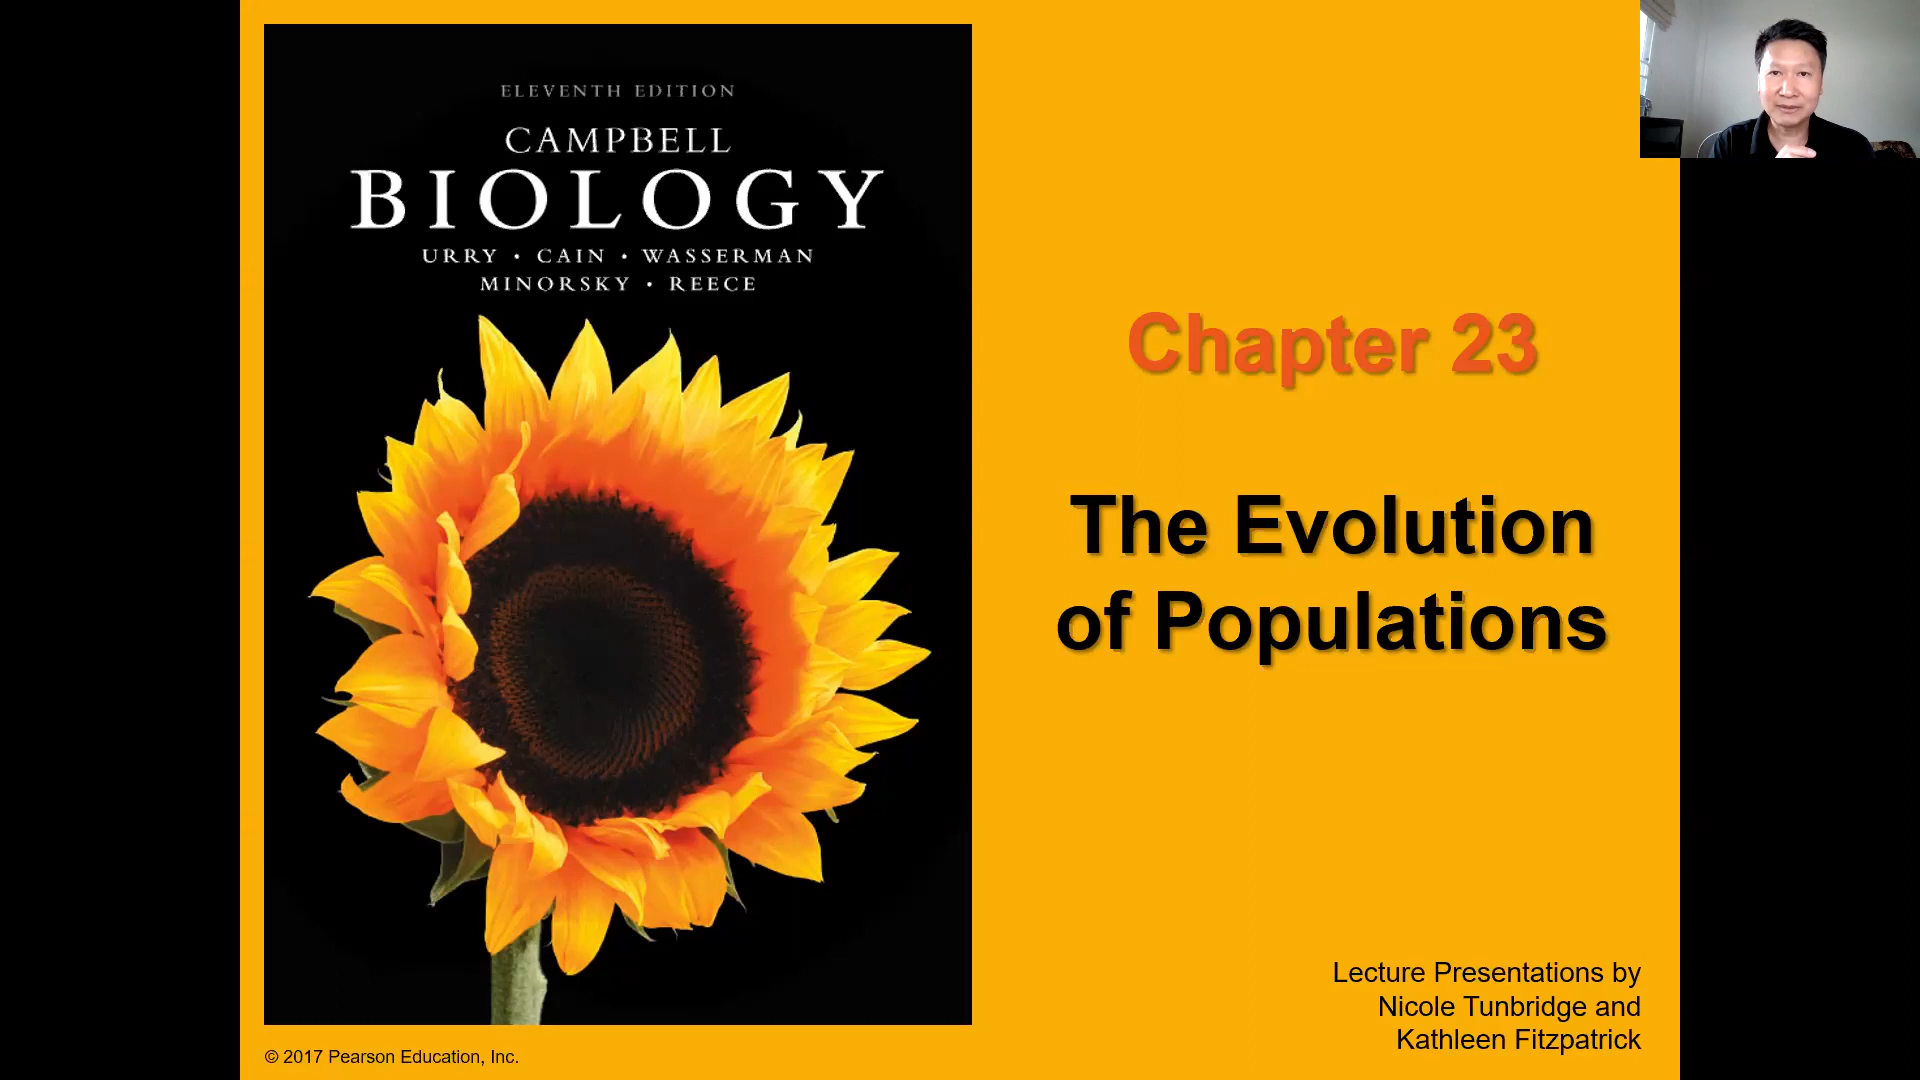 ELEVENTH EDITION
CAMPBELL
BIOLOGY
URRY • CAIN • WASSERMAN
MINORSKY • REECE
Chapter 23
The Evolution
of Populations
Lecture Presentations by
Nicole Tunbridge and
Kathleen Fitzpatrick
© 2017 Pearson Education, Inc.